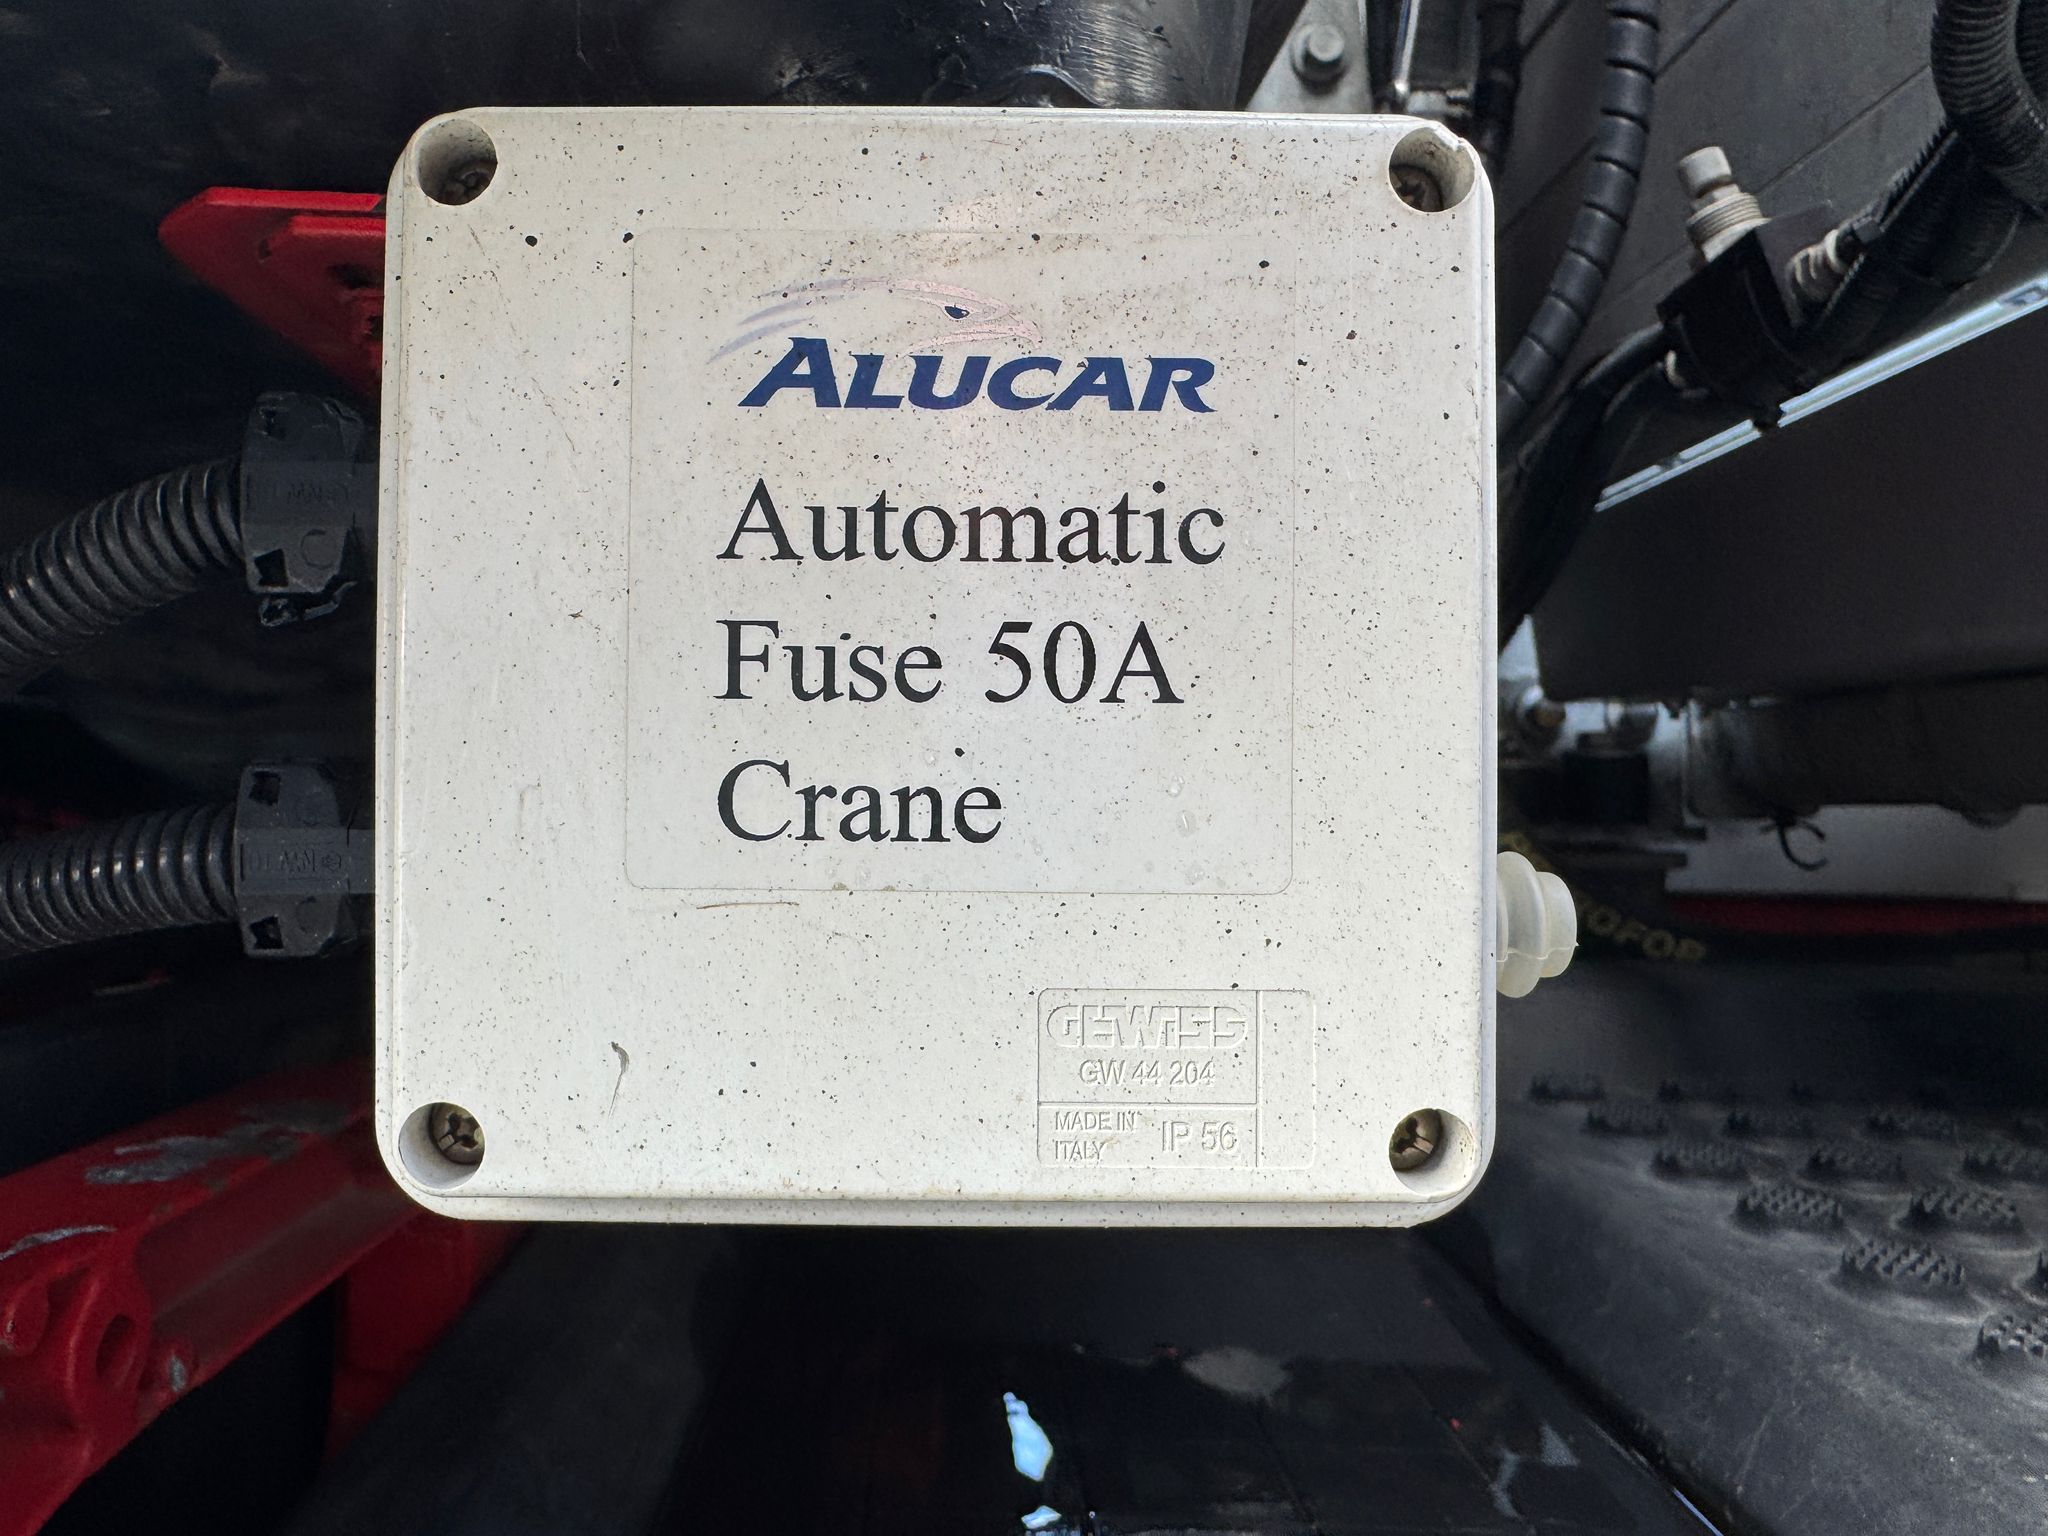 ALUCAR
Automatic
Fuse 50A
Crane
GEWISS
GW 44 204
MADE IN
ITALY
IP 56